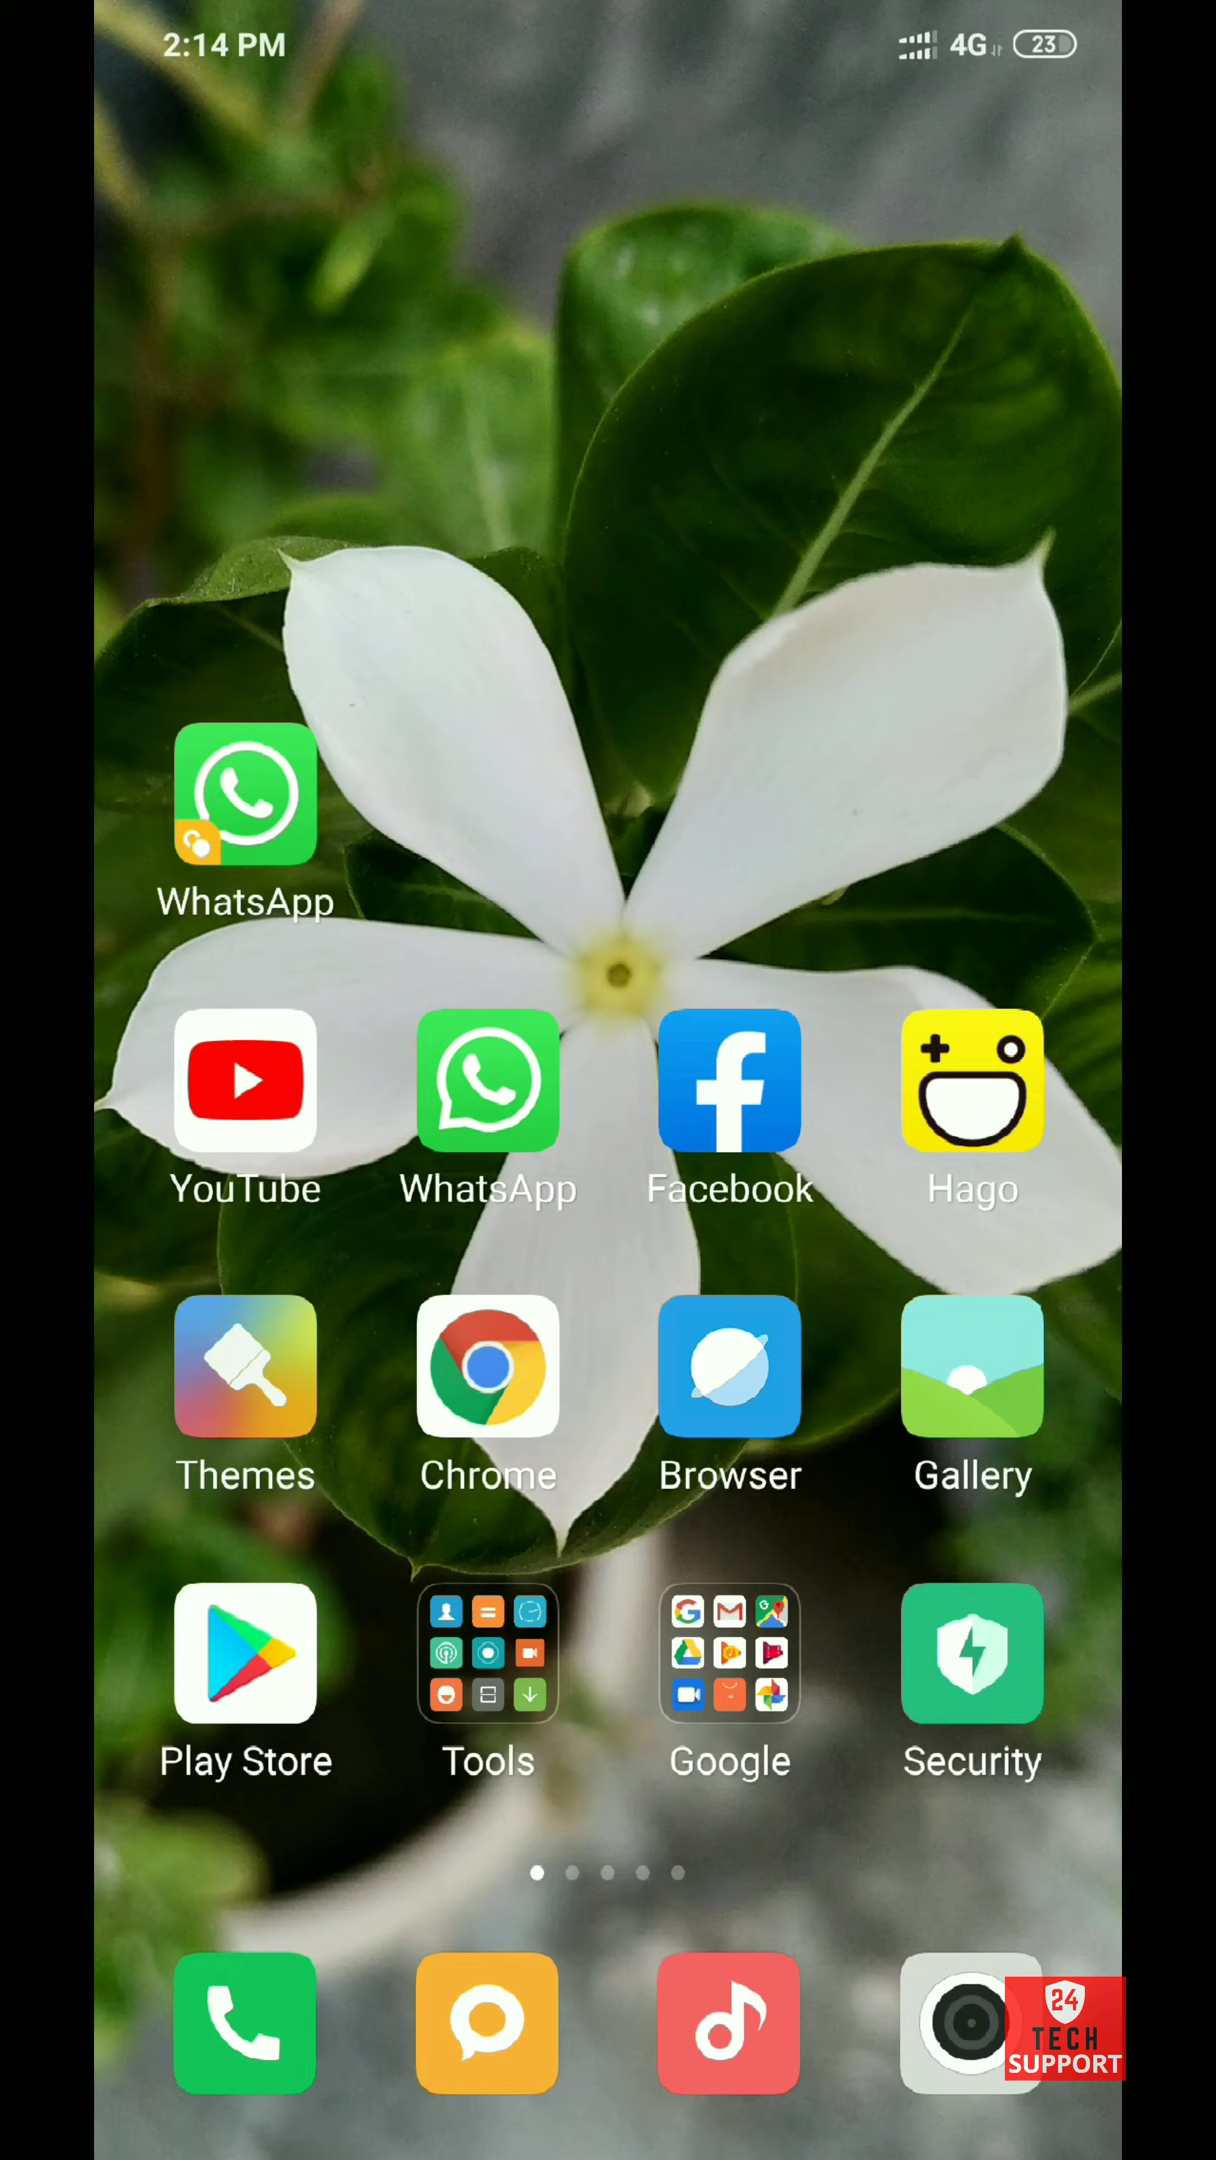 2:14 PM 4G 23
WhatsApp
YouTube WhatsApp Facebook Hago
Themes Chrome Browser Gallery
Play Store Tools Google Security
24
TECH
SUPPORT